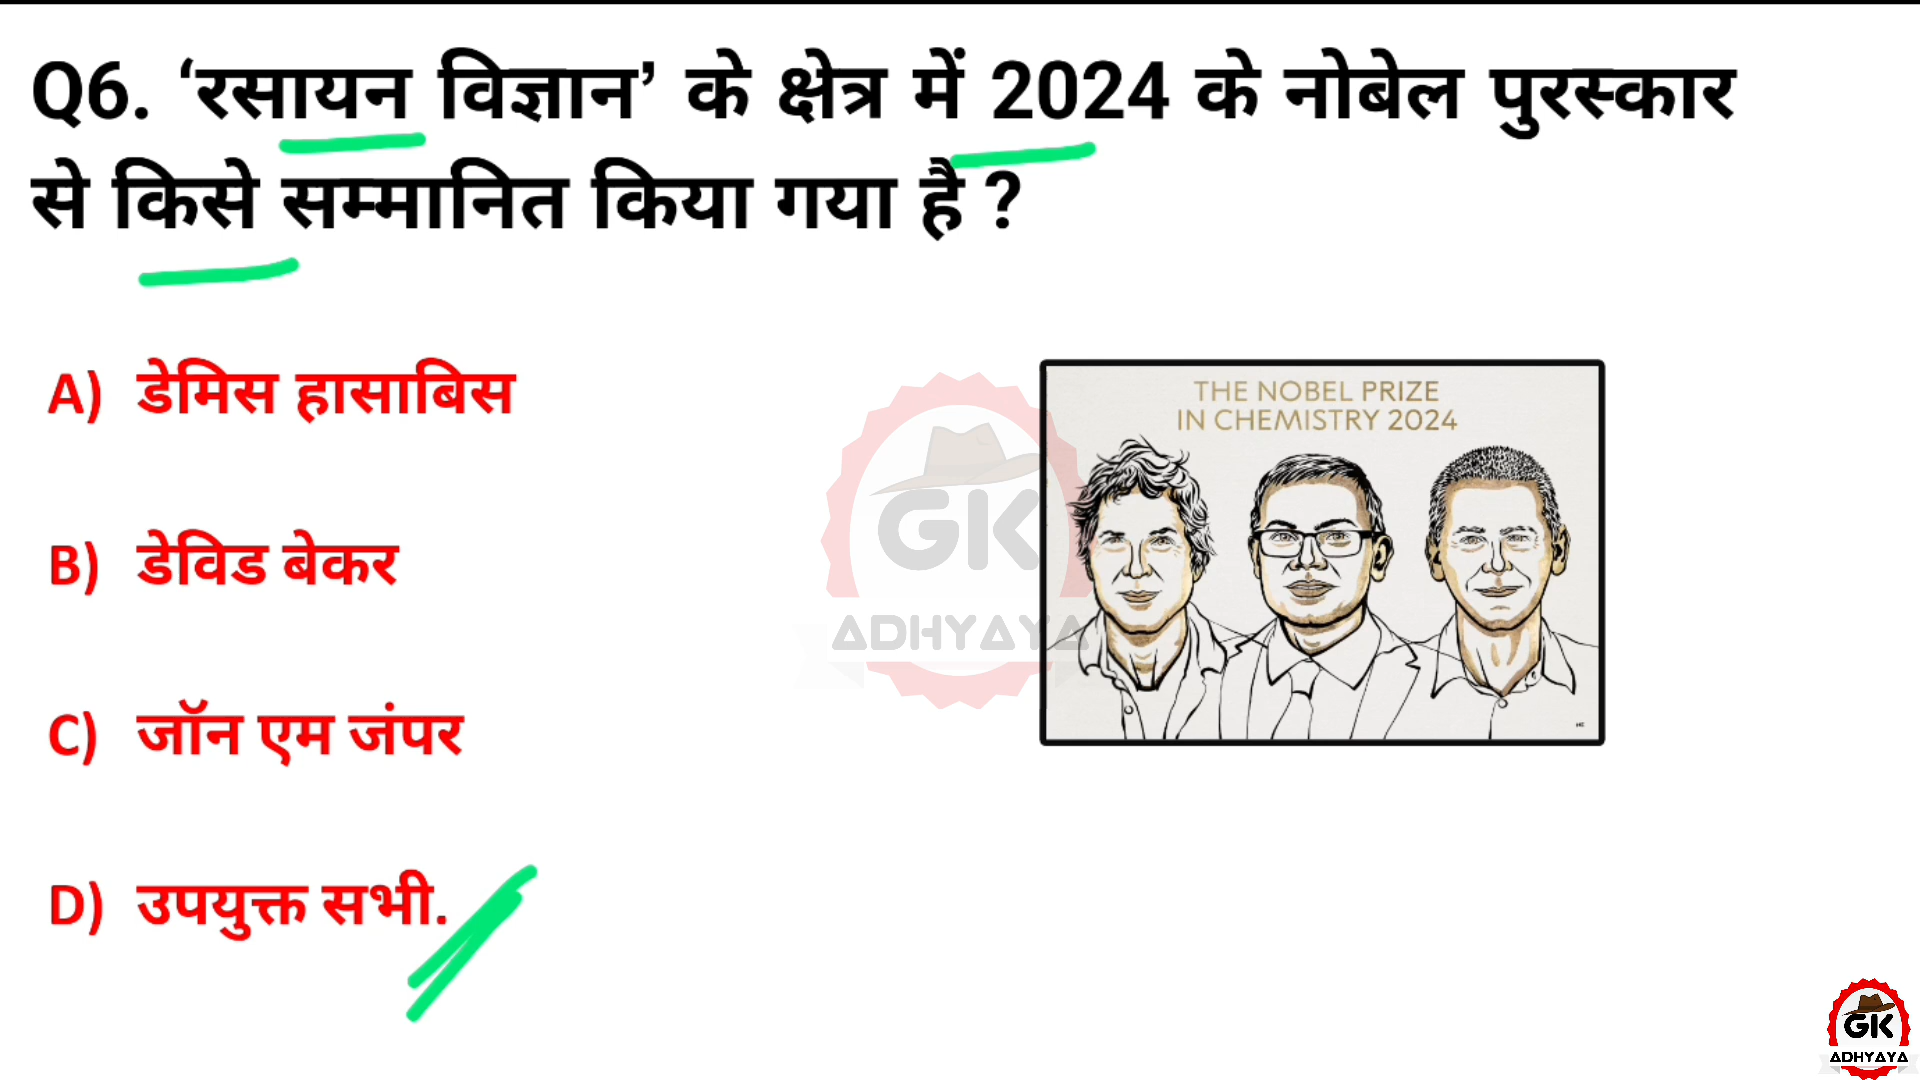 Q6. ‘रसायन विज्ञान’ के क्षेत्र में 2024 के नोबेल पुरस्कार
से किसे सम्मानित किया गया है ?
A) डेमिस हासाबिस
B) डेविड बेकर
C) जॉन एम जंपर
D) उपयुक्त सभी.
THE NOBEL PRIZE
IN CHEMISTRY 2024
GK
ADHYAYA
GK
ADHYAYA